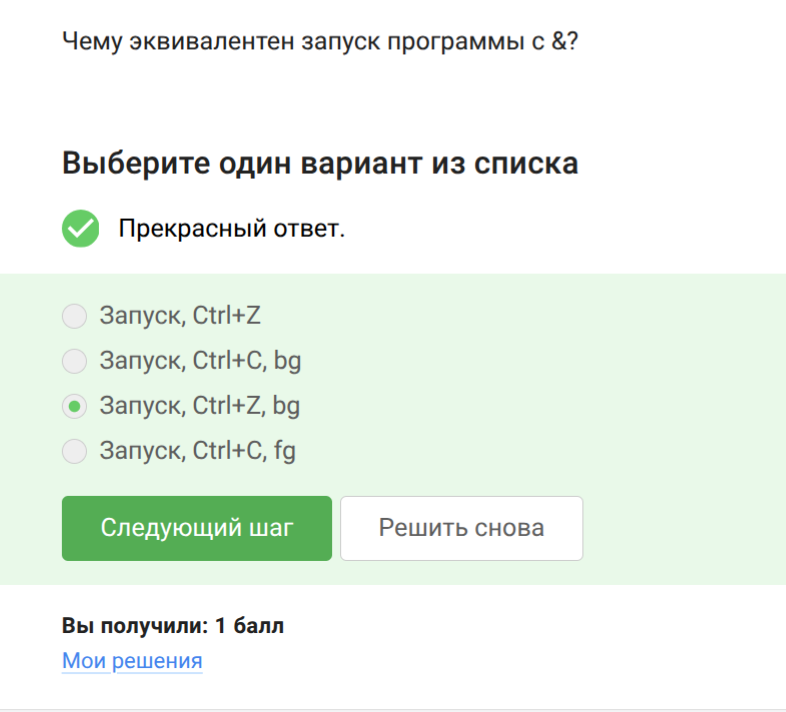 Чему эквивалентен запуск программы с &?
Выберите один вариант из списка
Прекрасный ответ.
Запуск, Ctrl+Z
Запуск, Ctrl+C, bg
Запуск, Ctrl+Z, bg
Запуск, Ctrl+C, fg
Следующий шаг
Решить снова
Вы получили: 1 балл
Мои решения